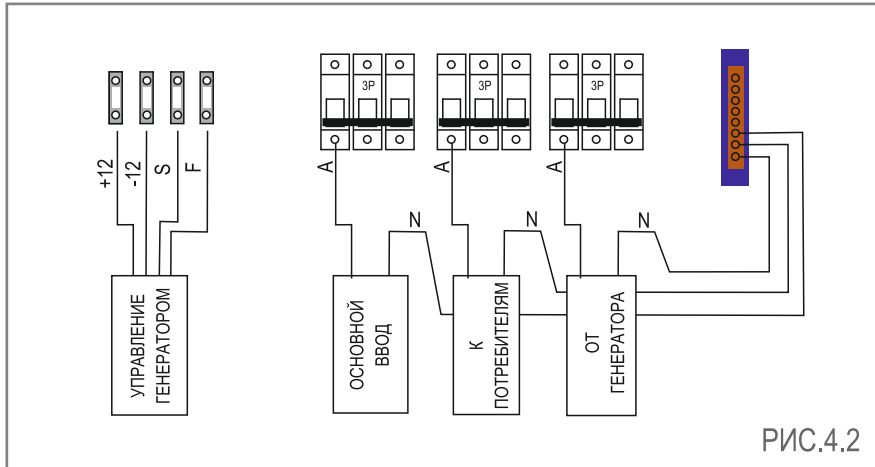 3P
3P
3P
+12
-12
S
F
A
A
A
N
N
N
УПРАВЛЕНИЕ
ГЕНЕРАТОРОМ
ОСНОВНОЙ
ВВОД
К
ПОТРЕБИТЕЛЯМ
ОТ
ГЕНЕРАТОРА
РИС.4.2